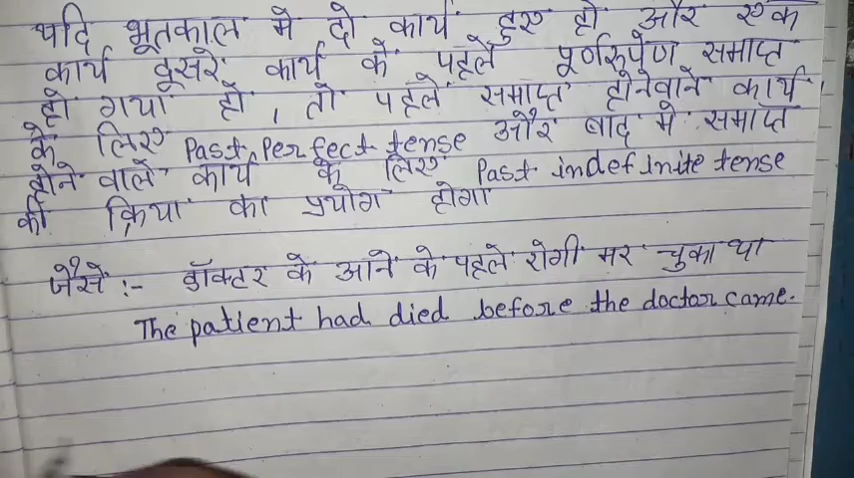 यदि भूतकाल मे दो कार्य हुए हो और एक
कार्य दूसरे कार्य के पहले पूर्णरुपेण समाप्त
हो गया हो, तो पहले समाप्त होनेवाले कार्य
के लिए Past perfect tense और बाद मे समाप्त
होने वाले कार्य के लिए Past indefinite tense
की क्रिया का प्रयोग होगा
जैसे :- डॉक्टर के आने के पहले रोगी मर चुका था
The patient had died before the doctor came.